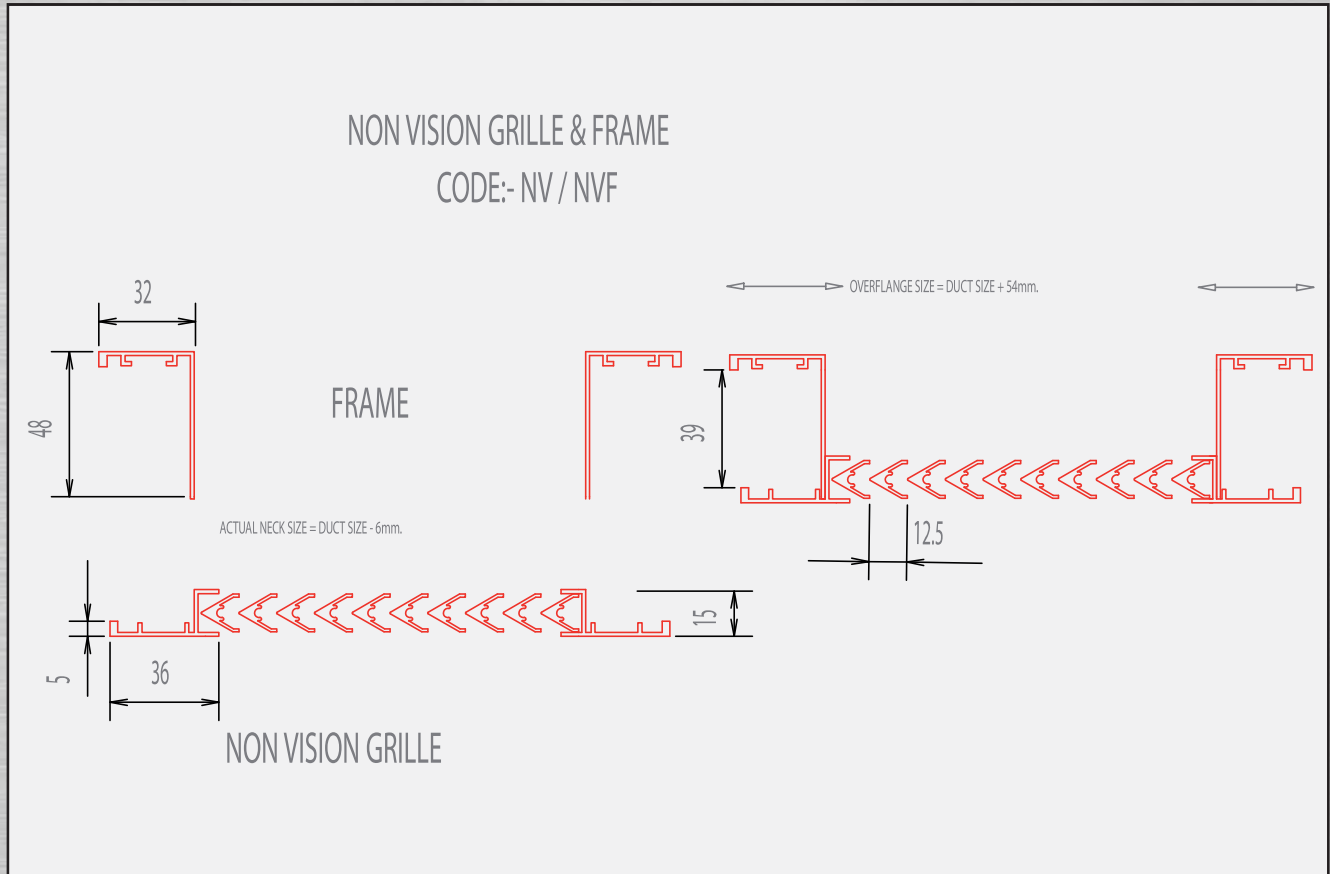 NON VISION GRILLE & FRAME
CODE:- NV / NVF
32
OVERFLANGE SIZE = DUCT SIZE + 54mm.
48
FRAME
39
ACTUAL NECK SIZE = DUCT SIZE - 6mm.
12.5
15
5
36
NON VISION GRILLE